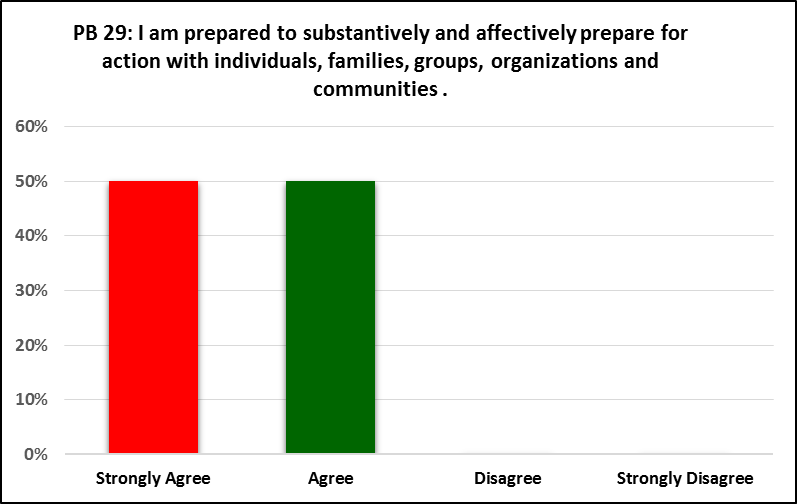 PB 29: I am prepared to substantively and affectively prepare for
action with individuals, families, groups, organizations and
communities .
60%
50%
40%
30%
20%
10%
0%
Strongly Agree
Agree
Disagree
Strongly Disagree